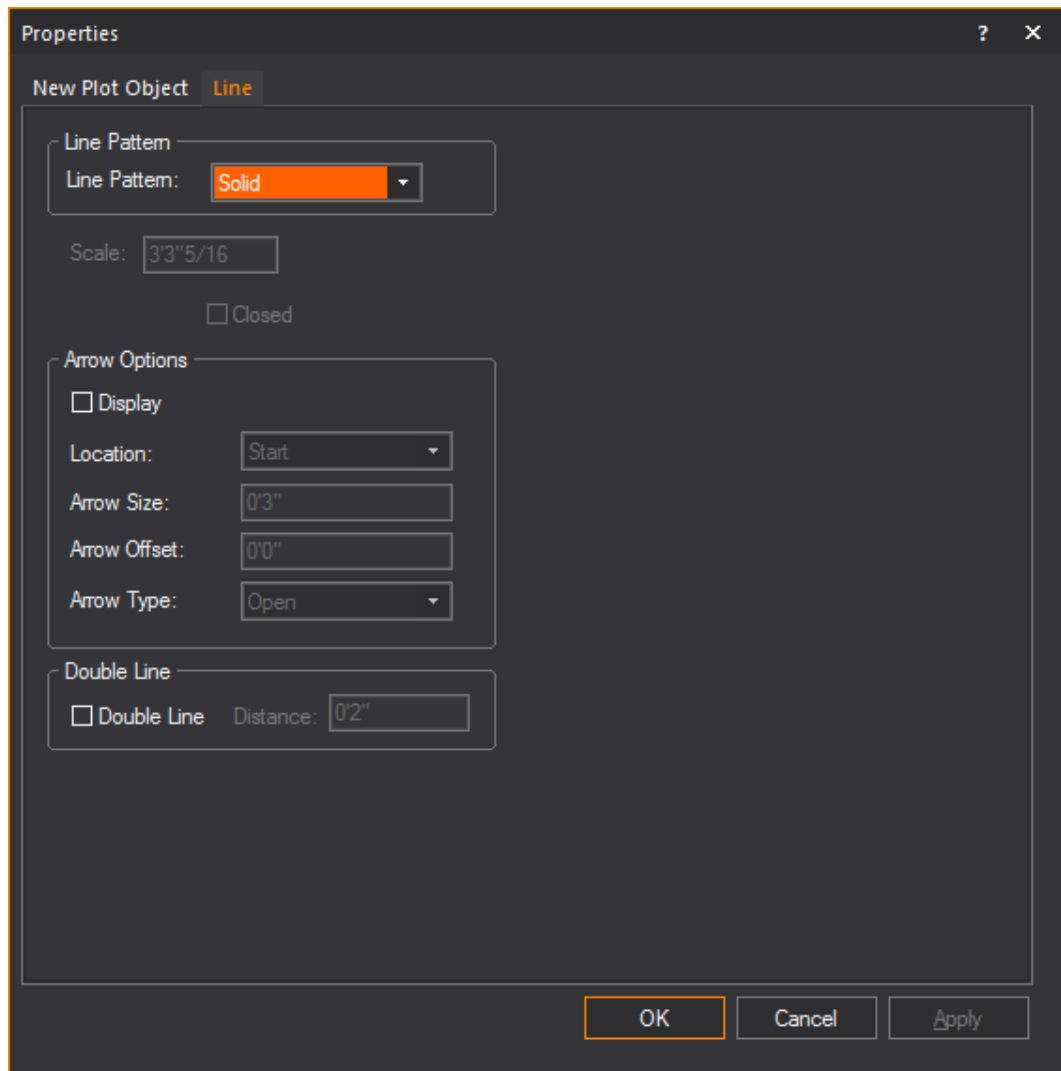 Properties ?
New Plot Object Line
Line Pattern
Line Pattern: Solid
Scale: 3'3"5/16
Closed
Arrow Options
Display
Location: Start
Arrow Size: 0'3"
Arrow Offset: 0'0"
Arrow Type: Open
Double Line
Double Line Distance: 0'2"
OK Cancel Apply